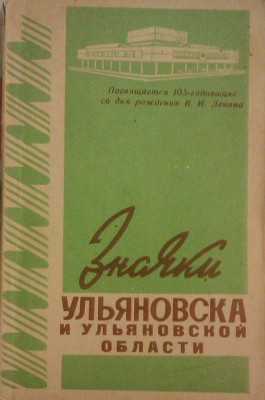 Посвящается 105-годовщине
со дня рождения В. И. Ленина
Значки
УЛЬЯНОВСКА
И УЛЬЯНОВСКОЙ
ОБЛАСТИ